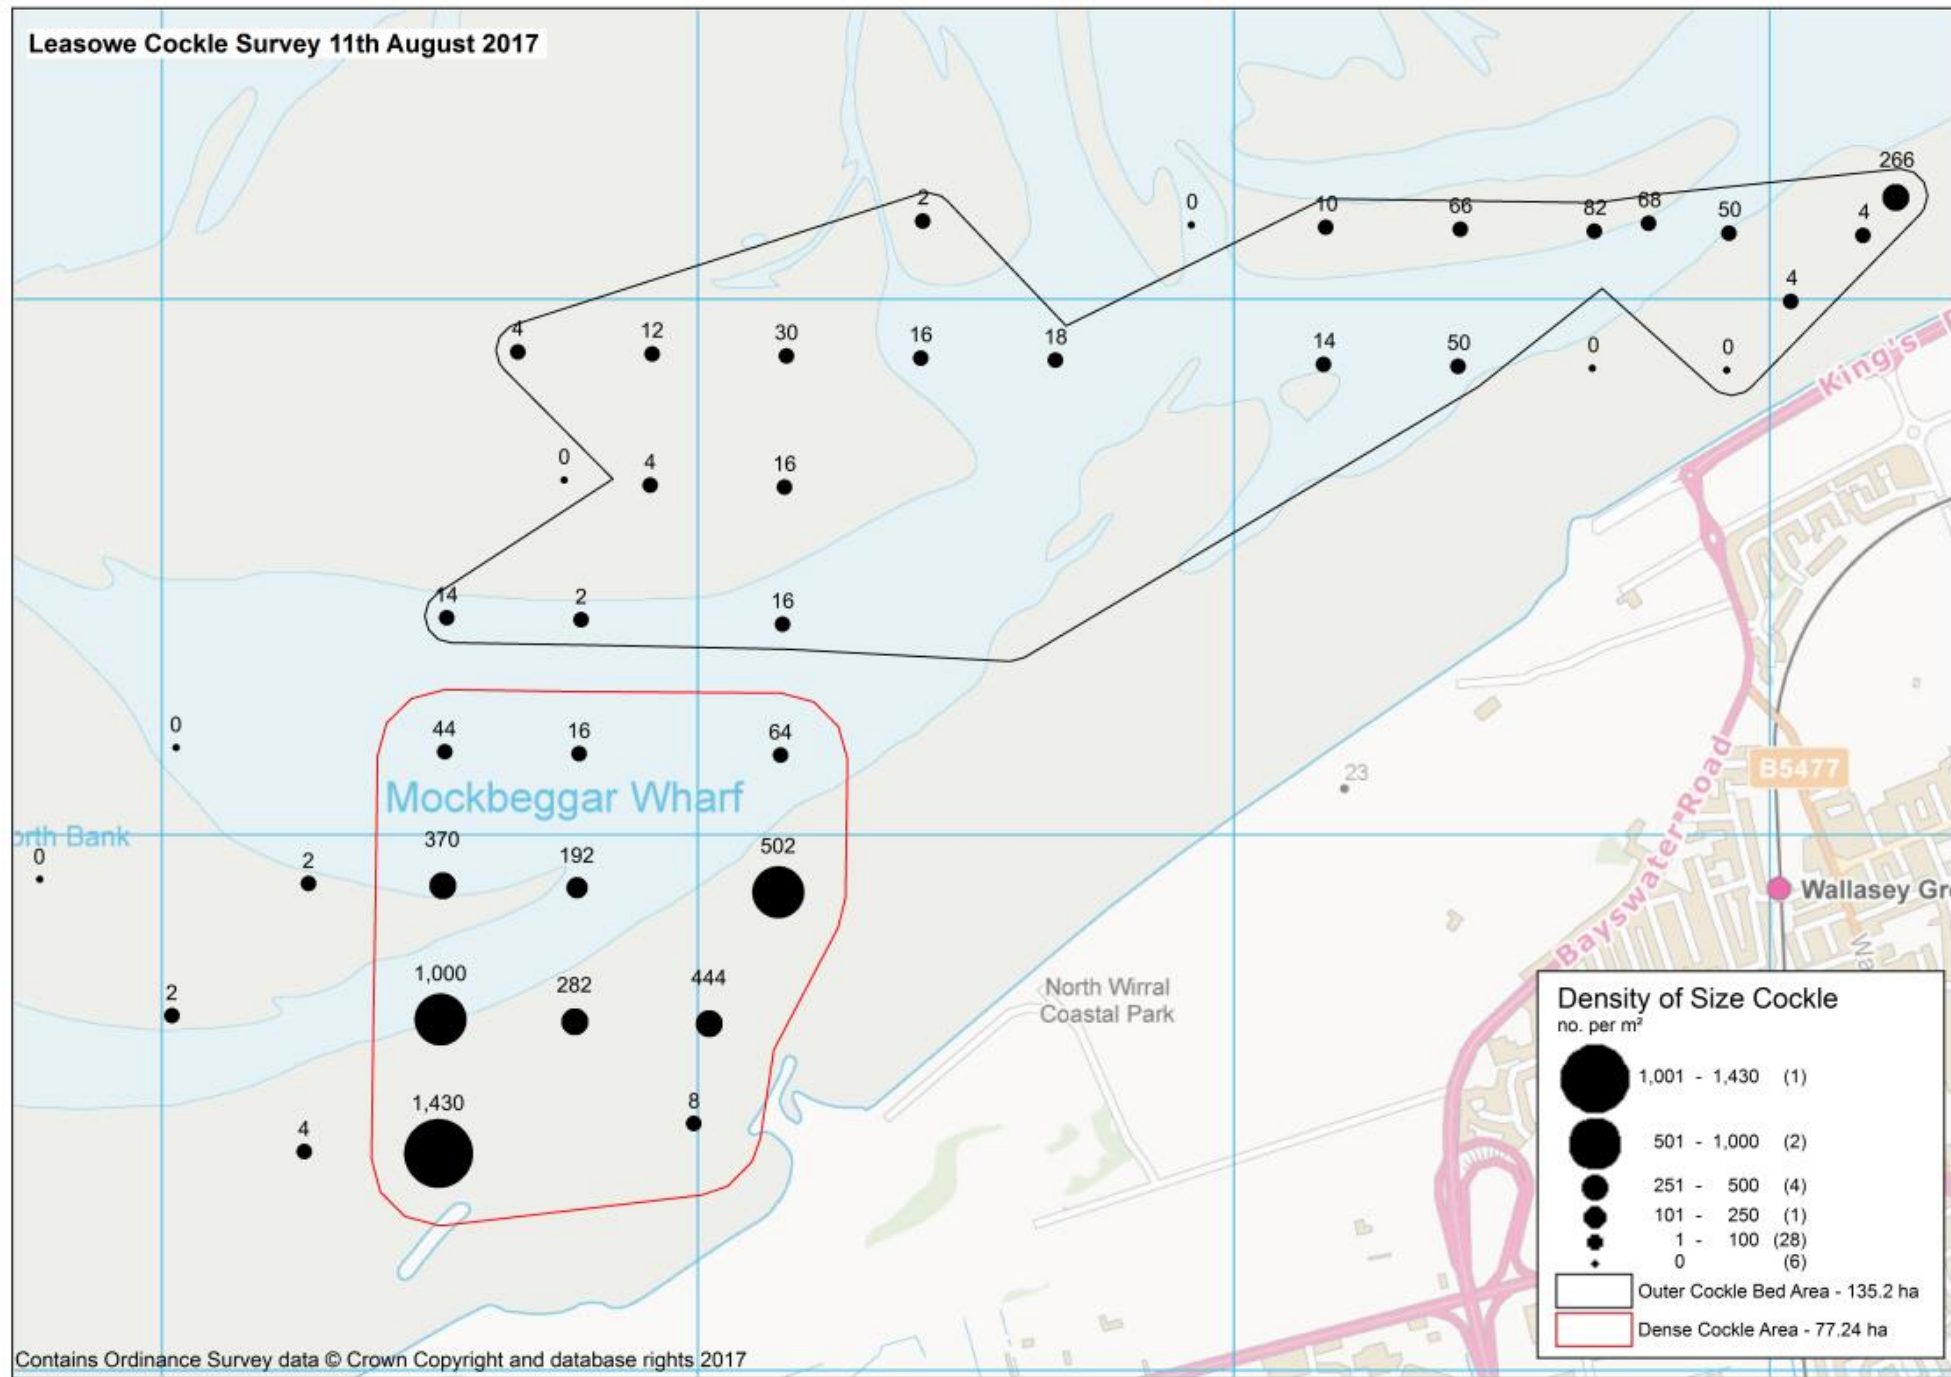 Leasowe Cockle Survey 11th August 2017
266
2
0
10
66
82
68
50
4
4
4
12
30
16
18
14
50
0
0
King's
0
4
16
14
2
16
0
44
16
64
23
Mockbeggar Wharf
B5477
Bayswater Road
orth Bank
0
2
370
192
502
Wallasey Gr
Wa
2
1,000
282
444
North Wirral
Coastal Park
4
1,430
8
Density of Size Cockle
no. per m²
1,001 - 1,430 (1)
501 - 1,000 (2)
251 - 500 (4)
101 - 250 (1)
1 - 100 (28)
0 (6)
Outer Cockle Bed Area - 135.2 ha
Dense Cockle Area - 77.24 ha
Contains Ordinance Survey data © Crown Copyright and database rights 2017